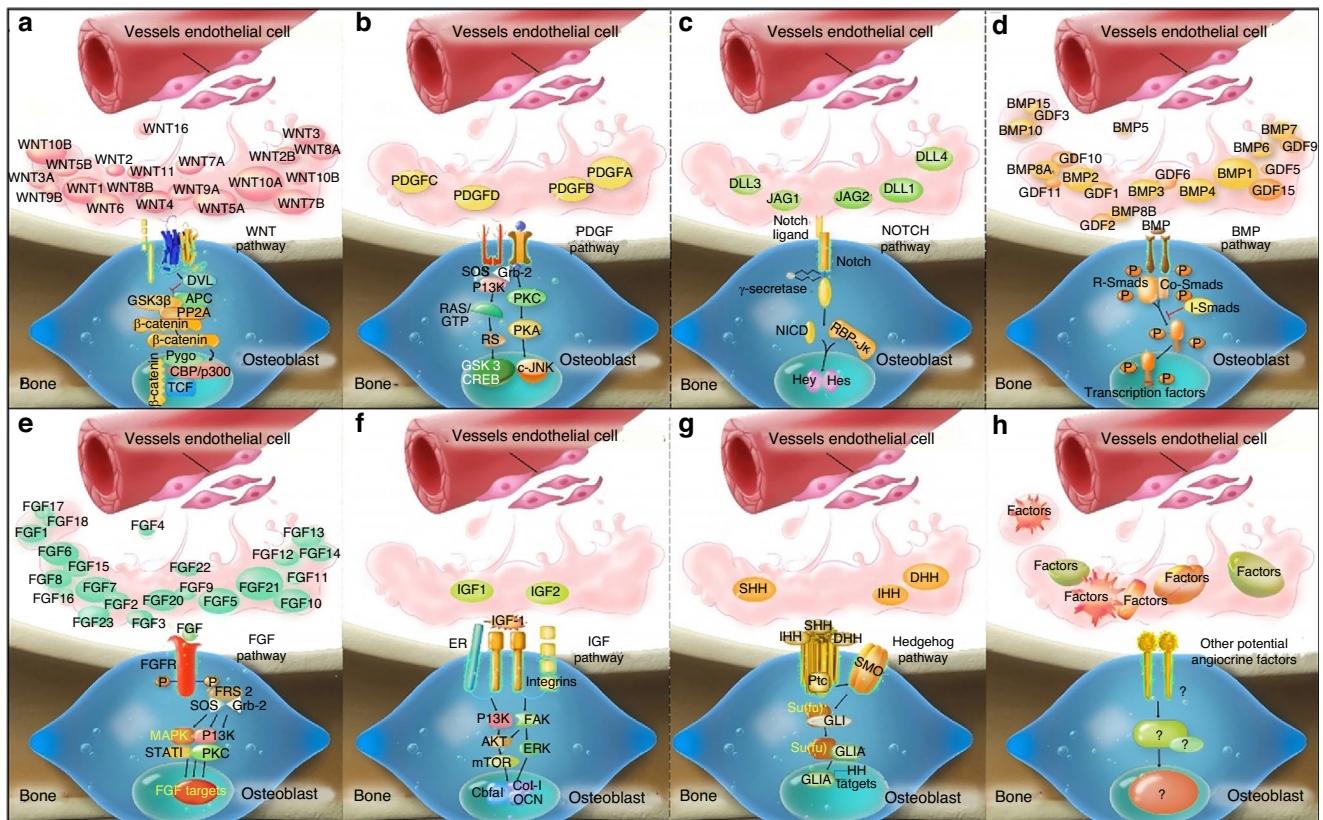 a
Vessels endothelial cell
WNT16
WNT10B
WNT3
WNT5B
WNT2
WNT7A
WNT2B
WNT8A
WNT3A
WNT11
WNT1
WNT8B
WNT9A
WNT10A
WNT10B
WNT9B
WNT6
WNT4
WNT5A
WNT7B
WNT
pathway
DVL
GSK3β
APC
PP2A
β-catenin
β-catenin
Pygo
CBP/p300
TCF
β-catenin
Osteoblast
Bone
b
Vessels endothelial cell
PDGFC
PDGFD
PDGFB
PDGFA
PDGF
pathway
SOS
Grb-2
P13K
PKC
RAS/
GTP
PKA
RS
GSK 3
CREB
c-JNK
Osteoblast
Bone
c
Vessels endothelial cell
DLL4
DLL3
JAG1
JAG2
DLL1
Notch
ligand
NOTCH
pathway
Notch
γ-secretase
NICD
RBP-Jκ
Hey
Hes
Osteoblast
Bone
d
Vessels endothelial cell
BMP15
GDF3
BMP10
BMP5
BMP7
BMP6
GDF9
BMP8A
GDF10
BMP2
GDF6
BMP1
GDF5
GDF11
GDF1
BMP3
BMP4
GDF15
BMP8B
GDF2
BMP
BMP
pathway
P
P
R-Smads
Co-Smads
P
P
I-Smads
P
P
P
P
Transcription factors
Osteoblast
Bone
e
Vessels endothelial cell
FGF17
FGF18
FGF1
FGF4
FGF13
FGF6
FGF12
FGF14
FGF15
FGF22
FGF8
FGF7
FGF9
FGF21
FGF11
FGF16
FGF2
FGF20
FGF5
FGF10
FGF23
FGF3
FGF
FGF
pathway
FGFR
P
P
FRS 2
SOS
Grb-2
MAPK
P13K
STATI
PKC
FGF targets
Osteoblast
Bone
f
Vessels endothelial cell
IGF1
IGF2
ER
IGF-1
IGF
pathway
Integrins
P13K
FAK
AKT
ERK
mTOR
Cbfal
Col-I
OCN
Osteoblast
Bone
g
Vessels endothelial cell
SHH
IHH
DHH
SHH
IHH
DHH
Hedgehog
pathway
SMO
Ptc
Su(fu)
GLI
Su(fu)
GLIA
GLIA
HH
tatgets
Osteoblast
Bone
h
Vessels endothelial cell
Factors
Factors
Factors
Factors
Factors
Factors
Other potential
angiocrine factors
?
?
?
?
Osteoblast
Bone